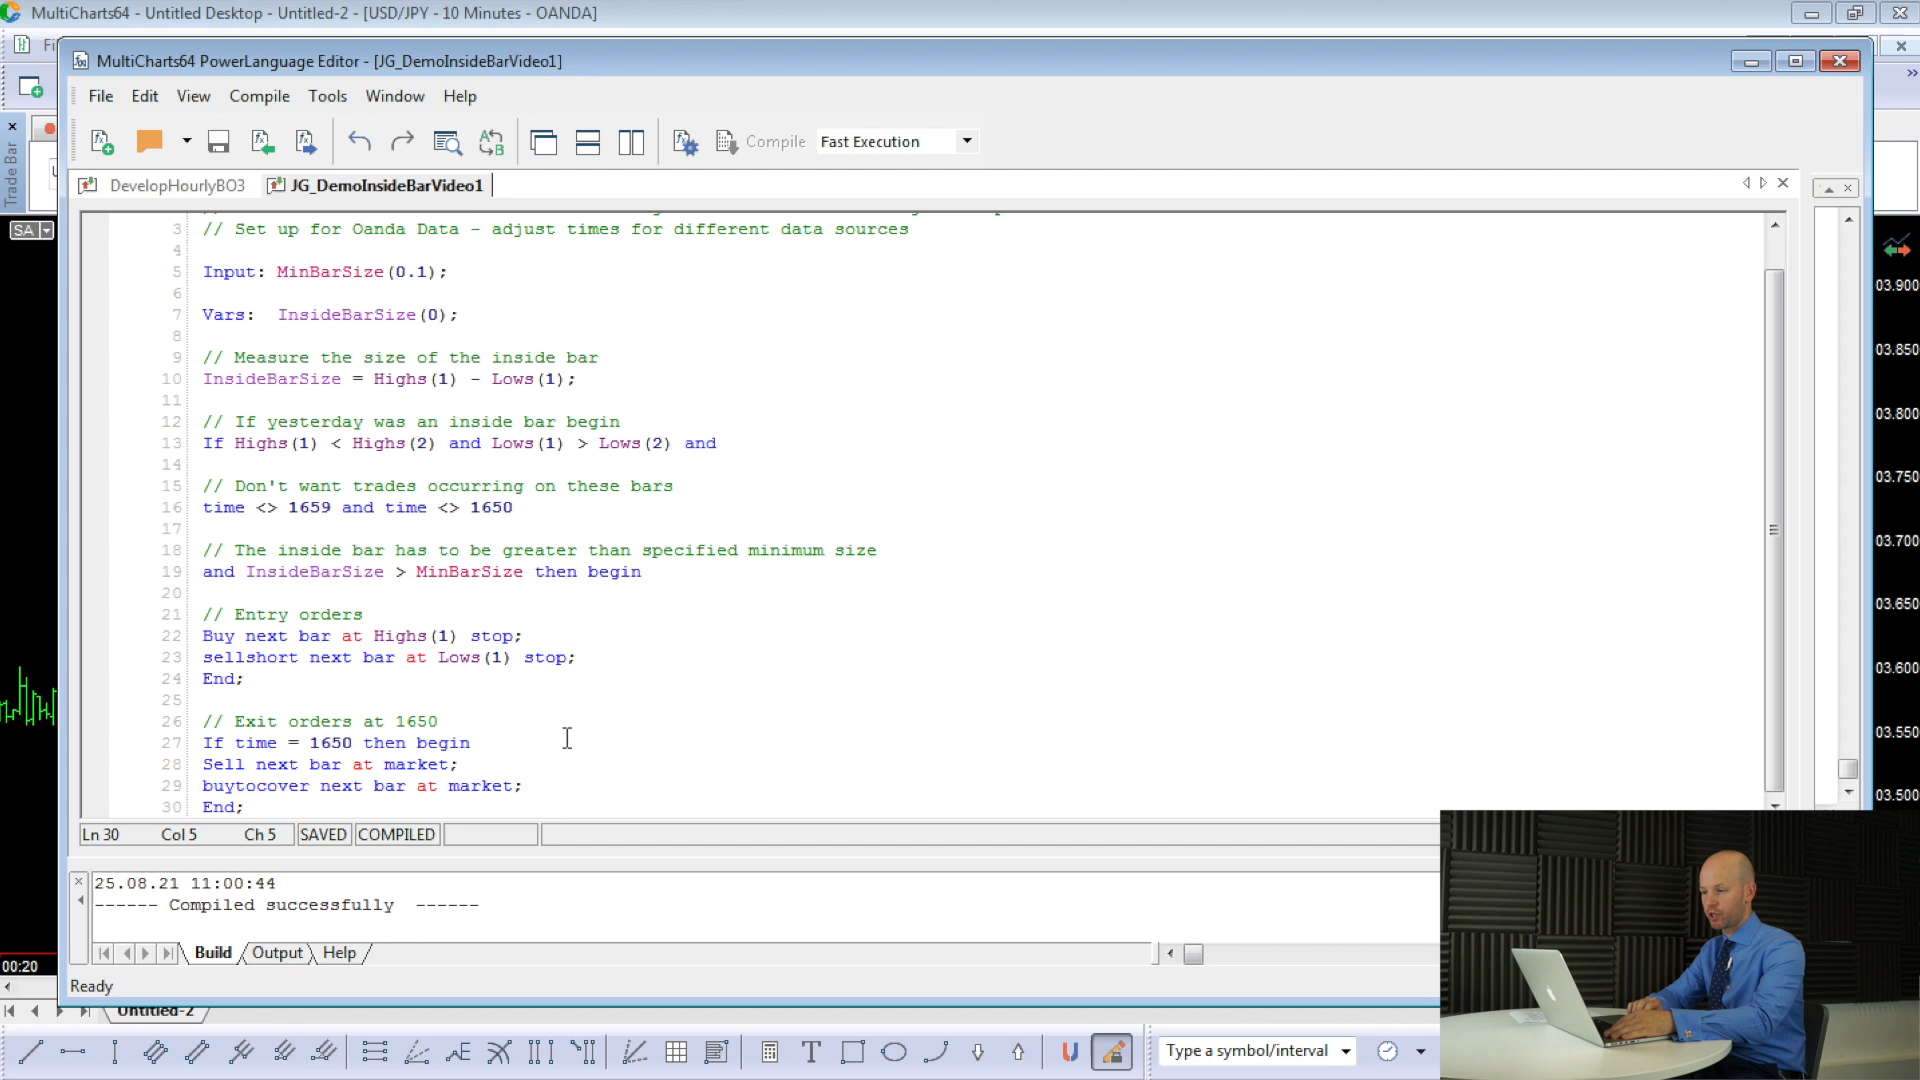 MultiCharts64 - Untitled Desktop - Untitled-2 - [USD/JPY - 10 Minutes - OANDA]
MultiCharts64 PowerLanguage Editor - [JG_DemoInsideBarVideo1]
File Edit View Compile Tools Window Help
Compile Fast Execution
Trade Bar
DevelopHourlyBO3 JG_DemoInsideBarVideo1
SA
3 // Set up for Oanda Data - adjust times for different data sources
4
5 Input: MinBarSize(0.1);
6
7 Vars: InsideBarSize(0);
8
9 // Measure the size of the inside bar
10 InsideBarSize = Highs(1) - Lows(1);
11
12 // If yesterday was an inside bar begin
13 If Highs(1) < Highs(2) and Lows(1) > Lows(2) and
14
15 // Don't want trades occurring on these bars
16 time <> 1659 and time <> 1650
17
18 // The inside bar has to be greater than specified minimum size
19 and InsideBarSize > MinBarSize then begin
20
21 // Entry orders
22 Buy next bar at Highs(1) stop;
23 sellshort next bar at Lows(1) stop;
24 End;
25
26 // Exit orders at 1650
27 If time = 1650 then begin
28 Sell next bar at market;
29 buytocover next bar at market;
30 End;
03.900
03.850
03.800
03.750
03.700
03.650
03.600
03.550
03.500
Ln 30 Col 5 Ch 5 SAVED COMPILED
25.08.21 11:00:44
------ Compiled successfully ------
Build Output Help
00:20
Ready
Untitled-2
Type a symbol/interval